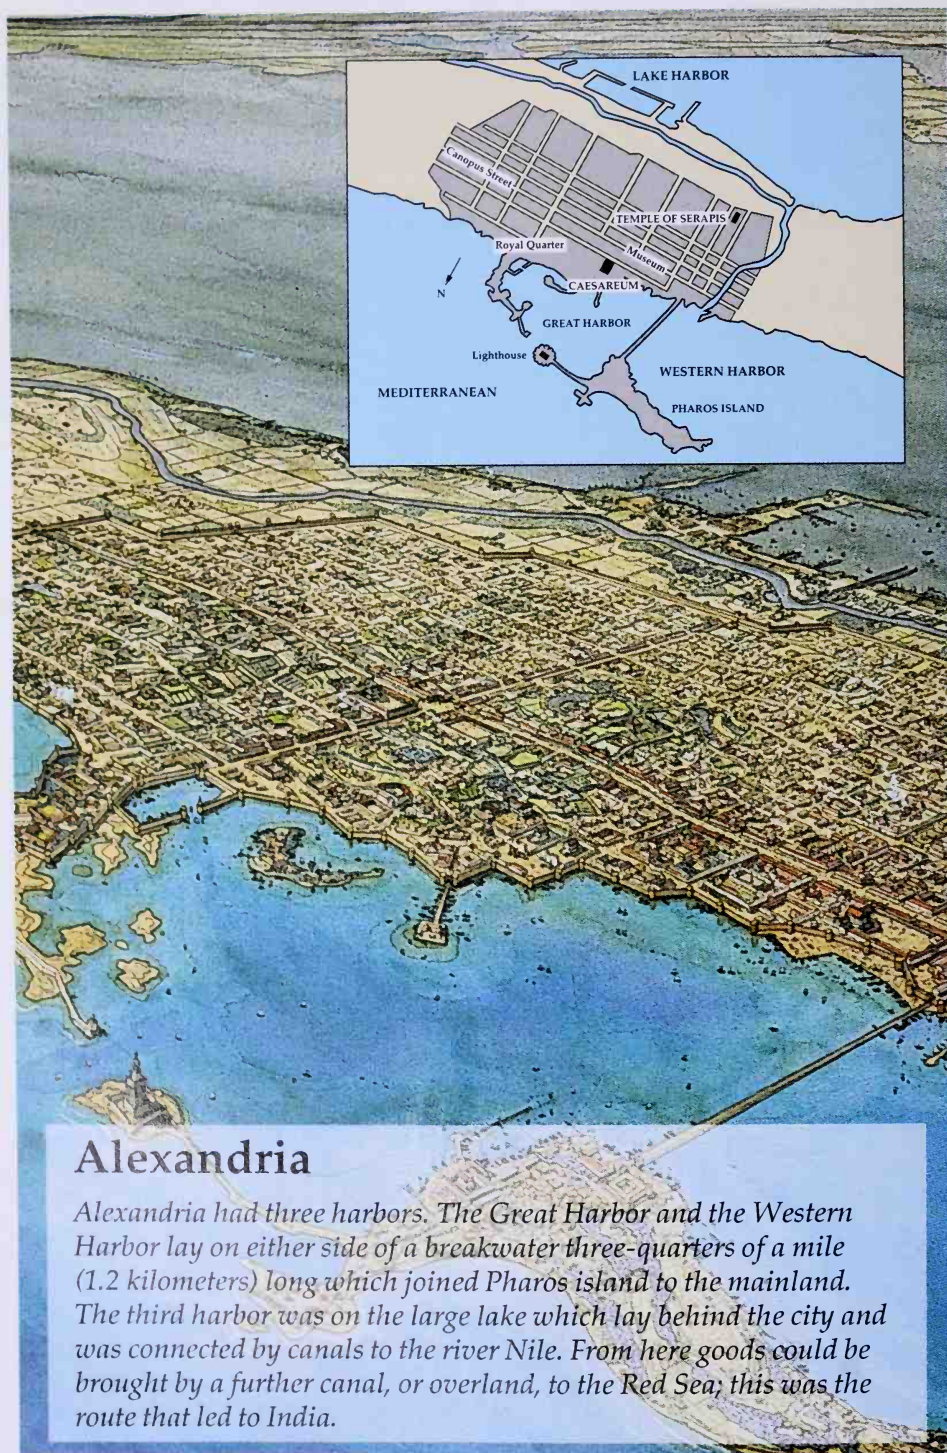 LAKE HARBOR
Canopus Street
TEMPLE OF SERAPIS
Royal Quarter
Museum
N
CAESAREUM
GREAT HARBOR
Lighthouse
WESTERN HARBOR
MEDITERRANEAN
PHAROS ISLAND
Alexandria
Alexandria had three harbors. The Great Harbor and the Western
Harbor lay on either side of a breakwater three-quarters of a mile
(1.2 kilometers) long which joined Pharos island to the mainland.
The third harbor was on the large lake which lay behind the city and
was connected by canals to the river Nile. From here goods could be
brought by a further canal, or overland, to the Red Sea; this was the
route that led to India.